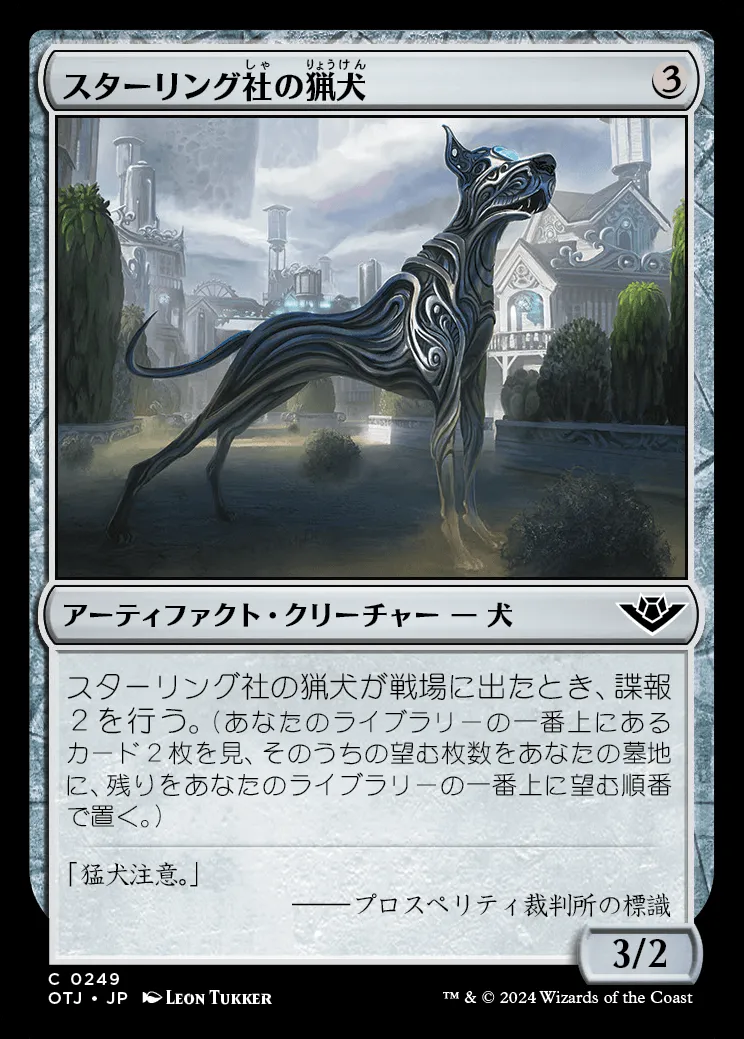 スターリング社の猟犬
しゃ りょうけん
3
アーティファクト・クリーチャー — 犬
スターリング社の猟犬が戦場に出たとき、諜報
２を行う。（あなたのライブラリーの一番上にある
カード２枚を見、そのうちの望む枚数をあなたの墓地
に、残りをあなたのライブラリーの一番上に望む順番
で置く。）
「猛犬注意。」
――プロスペリティ裁判所の標識
3/2
C 0249
OTJ • JP LEON TUKKER
™ & © 2024 Wizards of the Coast